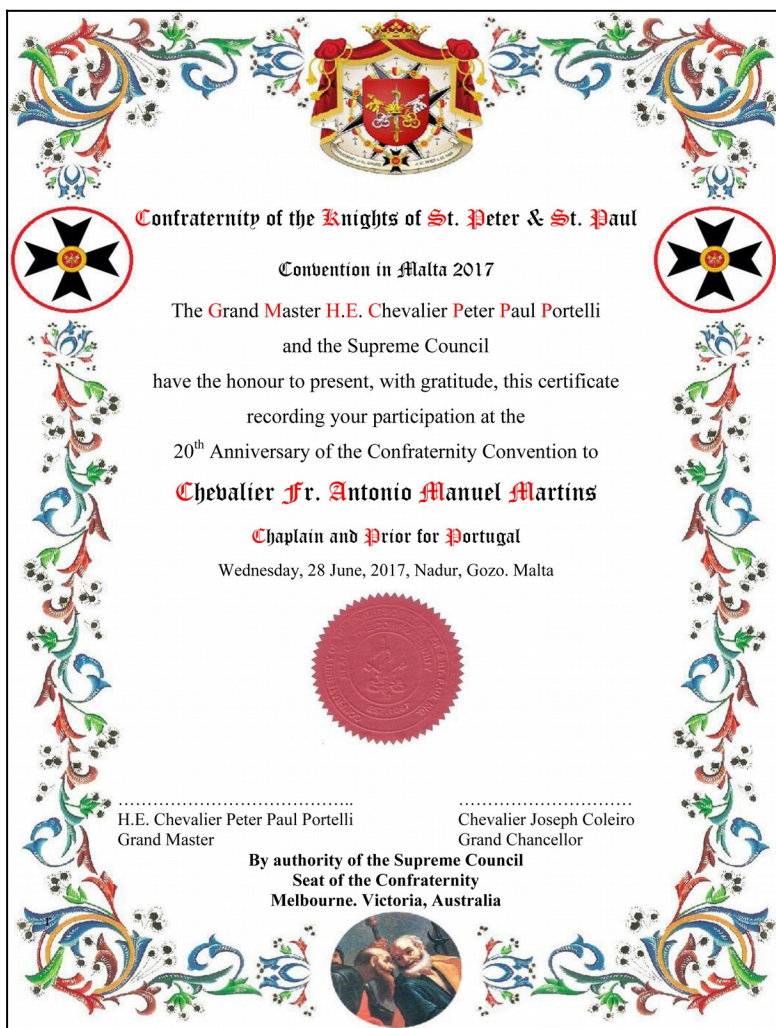 Confraternity of the Knights of St. Peter & St. Paul
Convention in Malta 2017
The Grand Master H.E. Chevalier Peter Paul Portelli
and the Supreme Council
have the honour to present, with gratitude, this certificate
recording your participation at the
20th Anniversary of the Confraternity Convention to
Chevalier Fr. Antonio Manuel Martins
Chaplain and Prior for Portugal
Wednesday, 28 June, 2017, Nadur, Gozo. Malta
……………………………………..
H.E. Chevalier Peter Paul Portelli
Grand Master
…………………………
Chevalier Joseph Coleiro
Grand Chancellor
By authority of the Supreme Council
Seat of the Confraternity
Melbourne. Victoria, Australia